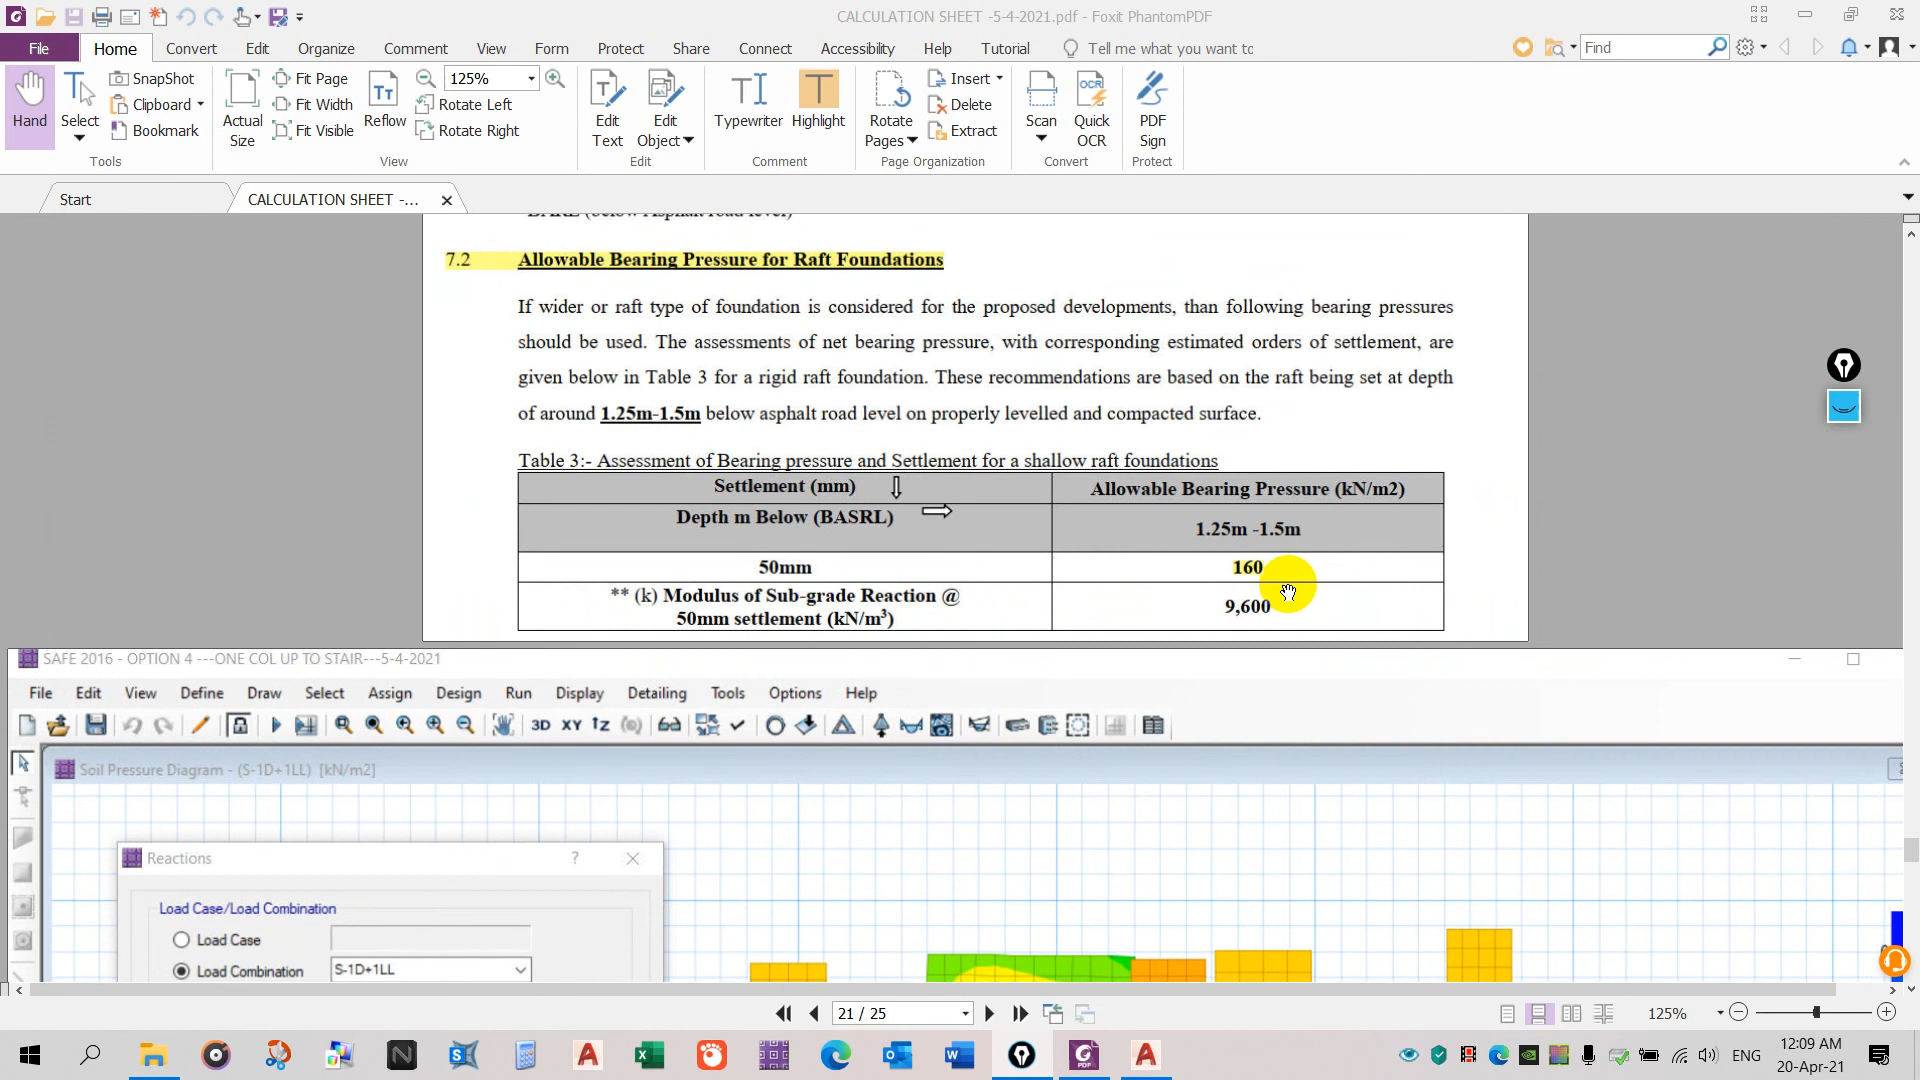 CALCULATION SHEET -5-4-2021.pdf - Foxit PhantomPDF
File Home Convert Edit Organize Comment View Form Protect Share Connect Accessibility Help Tutorial Tell me what you want to Find
Hand
Select
SnapShot
Clipboard
Bookmark
Tools
Actual Size
Fit Page
Fit Width
Fit Visible
Reflow
125%
Rotate Left
Rotate Right
View
Edit Text
Edit Object
Edit
Typewriter
Highlight
Comment
Rotate Pages
Insert
Delete
Extract
Page Organization
Scan
Quick OCR
Convert
PDF Sign
Protect
Start
CALCULATION SHEET -...
(below Asphalt road level)
7.2 Allowable Bearing Pressure for Raft Foundations
If wider or raft type of foundation is considered for the proposed developments, than following bearing pressures
should be used. The assessments of net bearing pressure, with corresponding estimated orders of settlement, are
given below in Table 3 for a rigid raft foundation. These recommendations are based on the raft being set at depth
of around 1.25m-1.5m below asphalt road level on properly levelled and compacted surface.
Table 3:- Assessment of Bearing pressure and Settlement for a shallow raft foundations
Settlement (mm) ⇩ Allowable Bearing Pressure (kN/m2)
Depth m Below (BASRL) ⇨ 1.25m -1.5m
50mm 160
** (k) Modulus of Sub-grade Reaction @
50mm settlement (kN/m³) 9,600
SAFE 2016 - OPTION 4 ---ONE COL UP TO STAIR---5-4-2021
File Edit View Define Draw Select Assign Design Run Display Detailing Tools Options Help
3D XY
Soil Pressure Diagram - (S-1D+1LL) [kN/m2]
Reactions ?
Load Case/Load Combination
Load Case
Load Combination S-1D+1LL
21 / 25
125%
ENG
12:09 AM
20-Apr-21